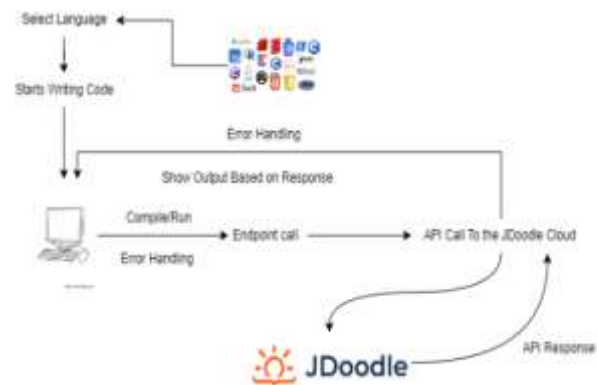 Select Language
Starts Writing Code
Error Handling
Show Output Based on Response
Compile/Run
Endpoint call
API Call To the JDoodle Cloud
Error Handling
JDoodle
API Response